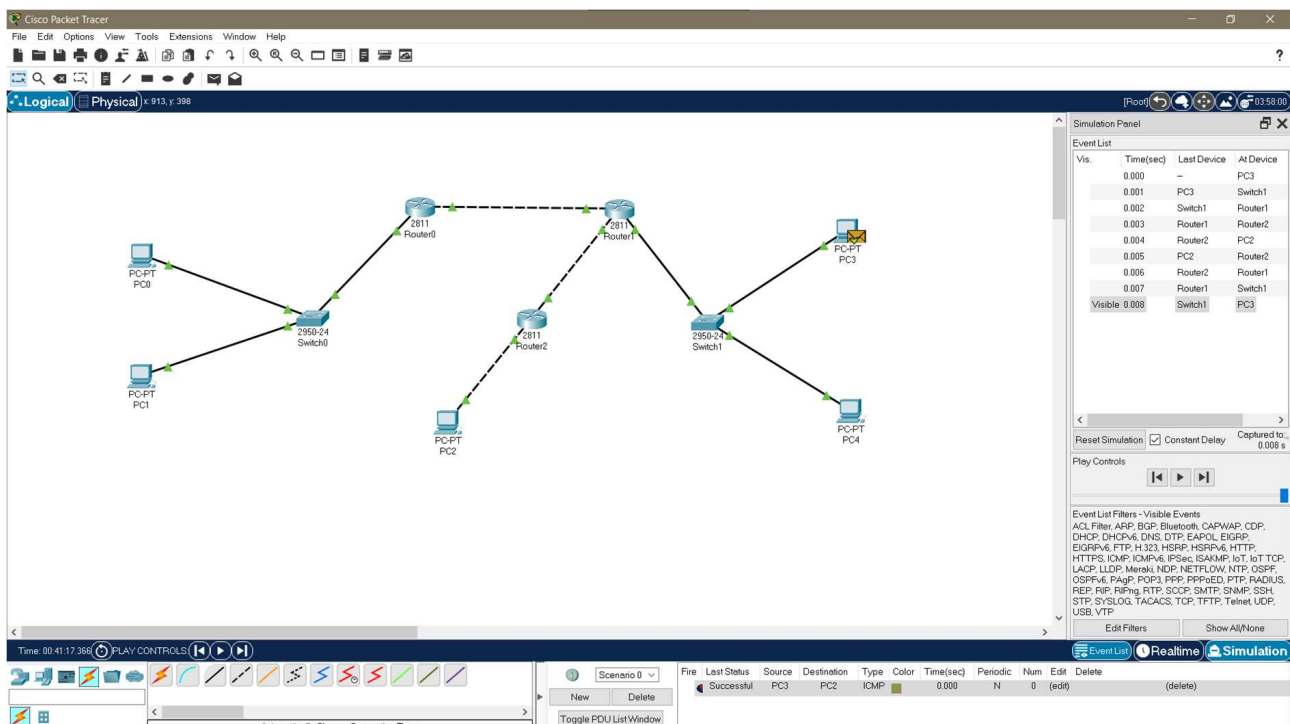 Cisco Packet Tracer
File Edit Options View Tools Extensions Window Help
?
Logical Physical x: 913, y: 398 [Root] 03:58:00
Simulation Panel
Event List
Vis. Time(sec) Last Device At Device
0.000 -- PC3
0.001 PC3 Switch1
0.002 Switch1 Router1
0.003 Router1 Router2
0.004 Router2 PC2
0.005 PC2 Router2
0.006 Router2 Router1
0.007 Router1 Switch1
Visible 0.008 Switch1 PC3
2811
Router0
2811
Router1
PC-PT
PC0
PC-PT
PC3
2950-24
Switch0
2811
Router2
2950-24
Switch1
PC-PT
PC1
PC-PT
PC2
PC-PT
PC4
Reset Simulation Constant Delay Captured to:
0.008 s
Play Controls
Event List Filters - Visible Events
ACL Filter, ARP, BGP, Bluetooth, CAPWAP, CDP,
DHCP, DHCPv6, DNS, DTP, EAPOL, EIGRP,
EIGRPv6, FTP, H.323, HSRP, HSRPv6, HTTP,
HTTPS, ICMP, ICMPv6, IPSec, ISAKMP, IoT, IoT TCP,
LACP, LLDP, Meraki, NDP, NETFLOW, NTP, OSPF,
OSPFv6, PAgP, POP3, PPP, PPPoED, PTP, RADIUS,
REP, RIP, RIPng, RTP, SCCP, SMTP, SNMP, SSH,
STP, SYSLOG, TACACS, TCP, TFTP, Telnet, UDP,
USB, VTP
Edit Filters Show All/None
Time: 00:41:17.366 PLAY CONTROLS: Event List Realtime Simulation
Scenario 0
New Delete
Toggle PDU List Window
Fire Last Status Source Destination Type Color Time(sec) Periodic Num Edit Delete
Successful PC3 PC2 ICMP 0.000 N 0 (edit) (delete)